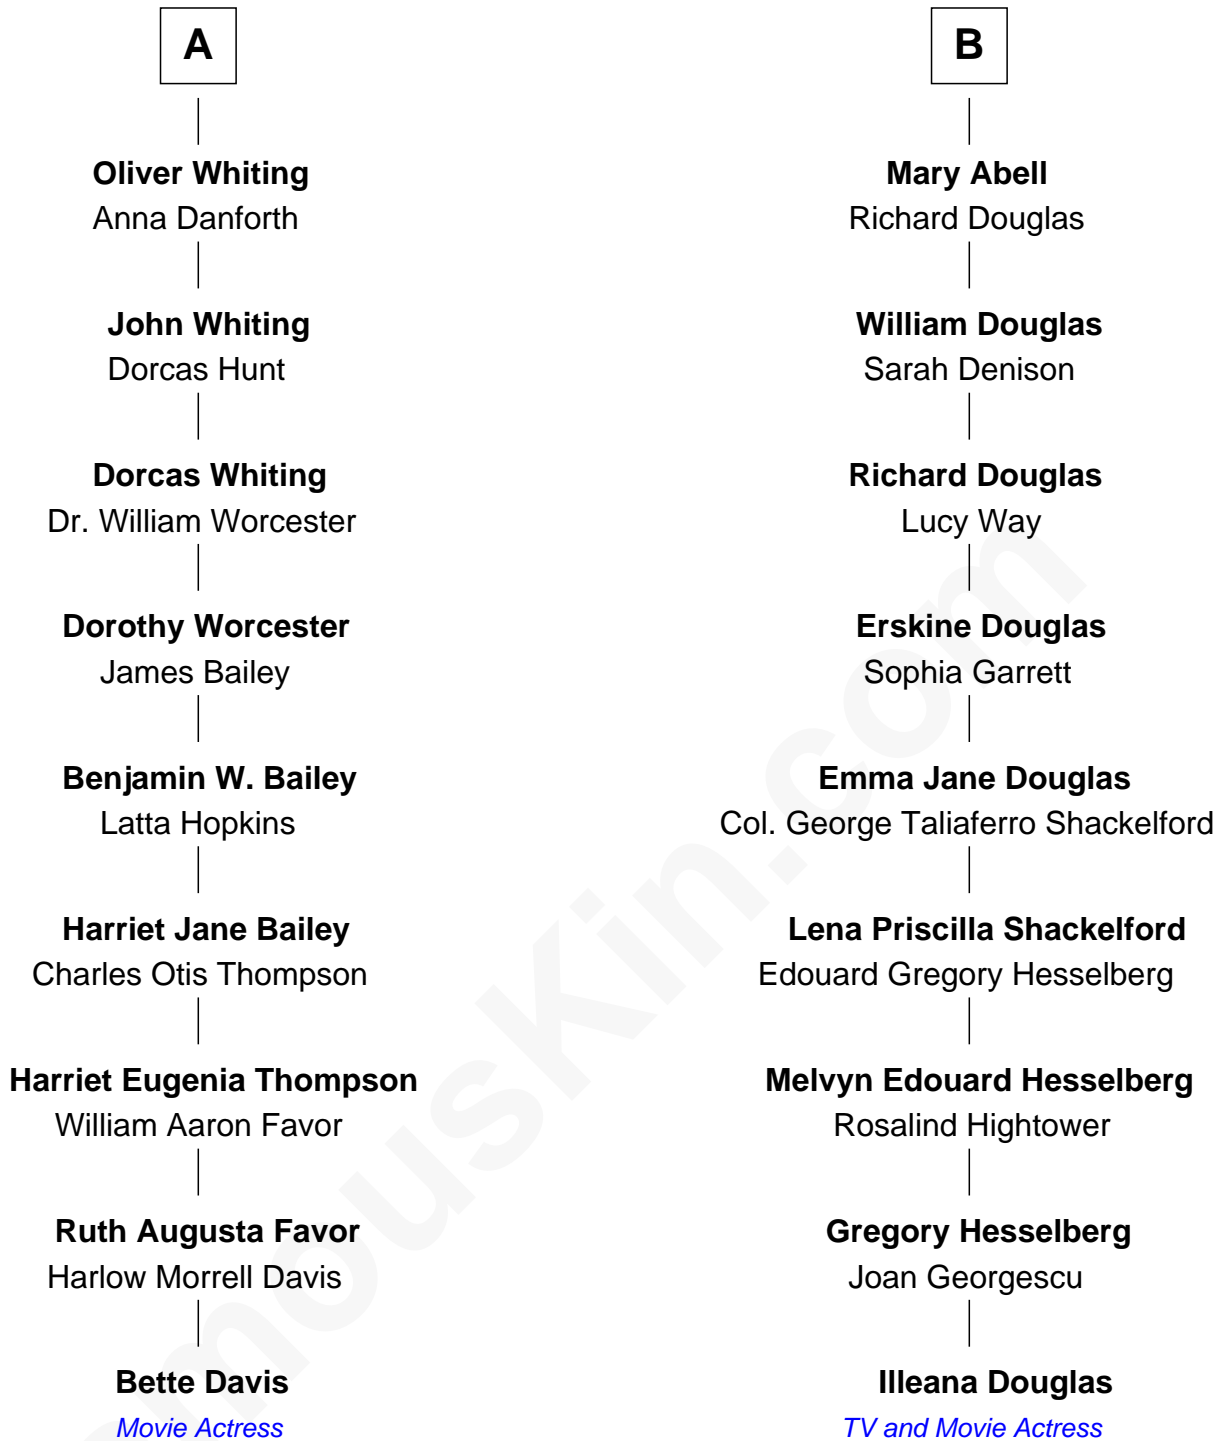 A
Oliver Whiting
Anna Danforth
John Whiting
Dorcas Hunt
Dorcas Whiting
Dr. William Worcester
Dorothy Worcester
James Bailey
Benjamin W. Bailey
Latta Hopkins
Harriet Jane Bailey
Charles Otis Thompson
Harriet Eugenia Thompson
William Aaron Favor
Ruth Augusta Favor
Harlow Morrell Davis
Bette Davis
Movie Actress
B
Mary Abell
Richard Douglas
William Douglas
Sarah Denison
Richard Douglas
Lucy Way
Erskine Douglas
Sophia Garrett
Emma Jane Douglas
Col. George Taliaferro Shackelford
Lena Priscilla Shackelford
Edouard Gregory Hesselberg
Melvyn Edouard Hesselberg
Rosalind Hightower
Gregory Hesselberg
Joan Georgescu
Illeana Douglas
TV and Movie Actress
mousKin.com